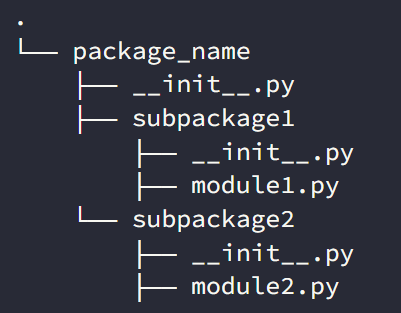 .
└── package_name
    ├── __init__.py
    ├── subpackage1
        ├── __init__.py
        ├── module1.py
    └── subpackage2
        ├── __init__.py
        ├── module2.py